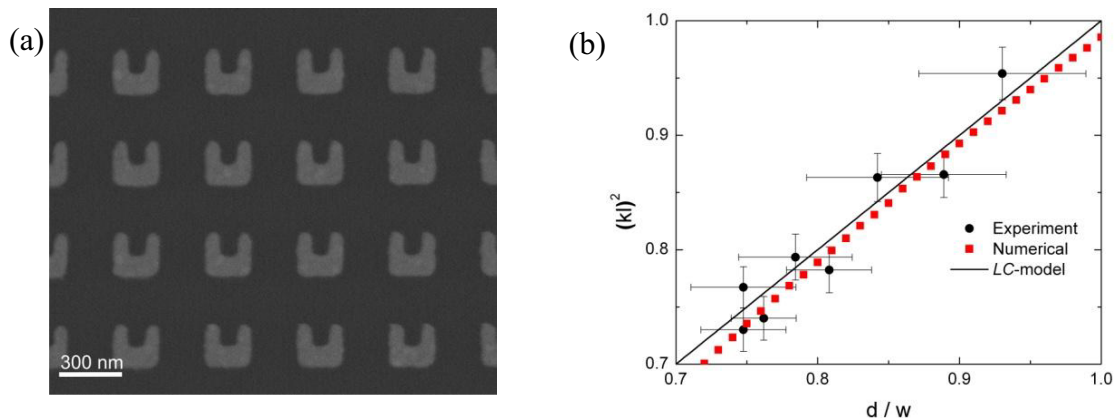 (a)
300 nm
(b)
1.0
0.9
0.8
0.7
(kl)²
Experiment
Numerical
LC-model
0.7
0.8
0.9
1.0
d / w